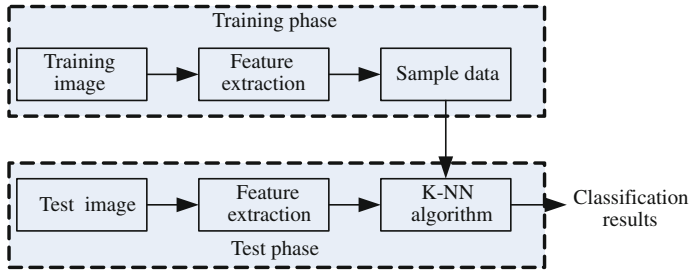 Training phase
Training
image
Feature
extraction
Sample data
Test image
Feature
extraction
K-NN
algorithm
Classification
results
Test phase